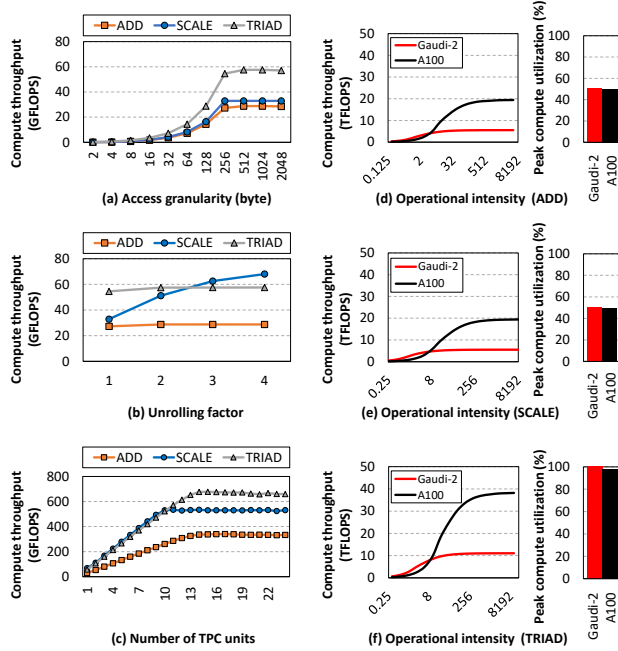 ADD SCALE TRIAD
Compute throughput
(GFLOPS)
80
60
40
20
0
2 4 8 16 32 64 128 256 512 1024 2048
(a) Access granularity (byte)
Compute throughput
(TFLOPS)
50
40
30
20
10
0
Gaudi-2
A100
0.125 2 32 512 8192
(d) Operational intensity (ADD)
Peak compute utilization (%)
100
80
60
40
20
0
Gaudi-2
A100
ADD SCALE TRIAD
Compute throughput
(GFLOPS)
80
60
40
20
0
1 2 3 4
(b) Unrolling factor
Compute throughput
(TFLOPS)
50
40
30
20
10
0
Gaudi-2
A100
0.25 8 256 8192
(e) Operational intensity (SCALE)
Peak compute utilization (%)
100
80
60
40
20
0
Gaudi-2
A100
ADD SCALE TRIAD
Compute throughput
(GFLOPS)
800
600
400
200
0
1 4 7 10 13 16 19 22
(c) Number of TPC units
Compute throughput
(TFLOPS)
50
40
30
20
10
0
Gaudi-2
A100
0.25 8 256 8192
(f) Operational intensity (TRIAD)
Peak compute utilization (%)
100
80
60
40
20
0
Gaudi-2
A100